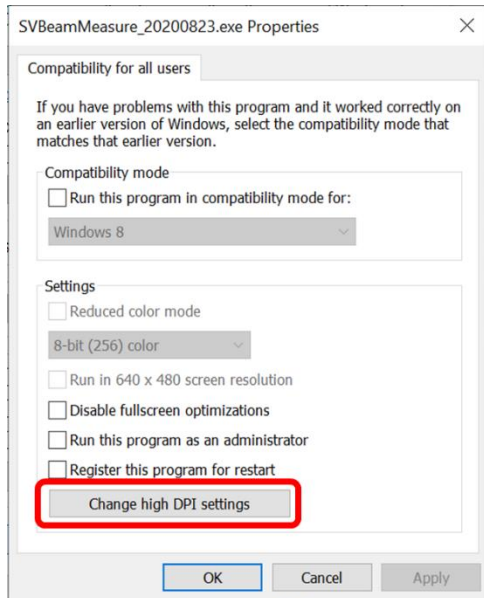 SVBeamMeasure_20200823.exe Properties
Compatibility for all users
If you have problems with this program and it worked correctly on
an earlier version of Windows, select the compatibility mode that
matches that earlier version.
Compatibility mode
Run this program in compatibility mode for:
Windows 8
Settings
Reduced color mode
8-bit (256) color
Run in 640 x 480 screen resolution
Disable fullscreen optimizations
Run this program as an administrator
Register this program for restart
Change high DPI settings
OK Cancel Apply